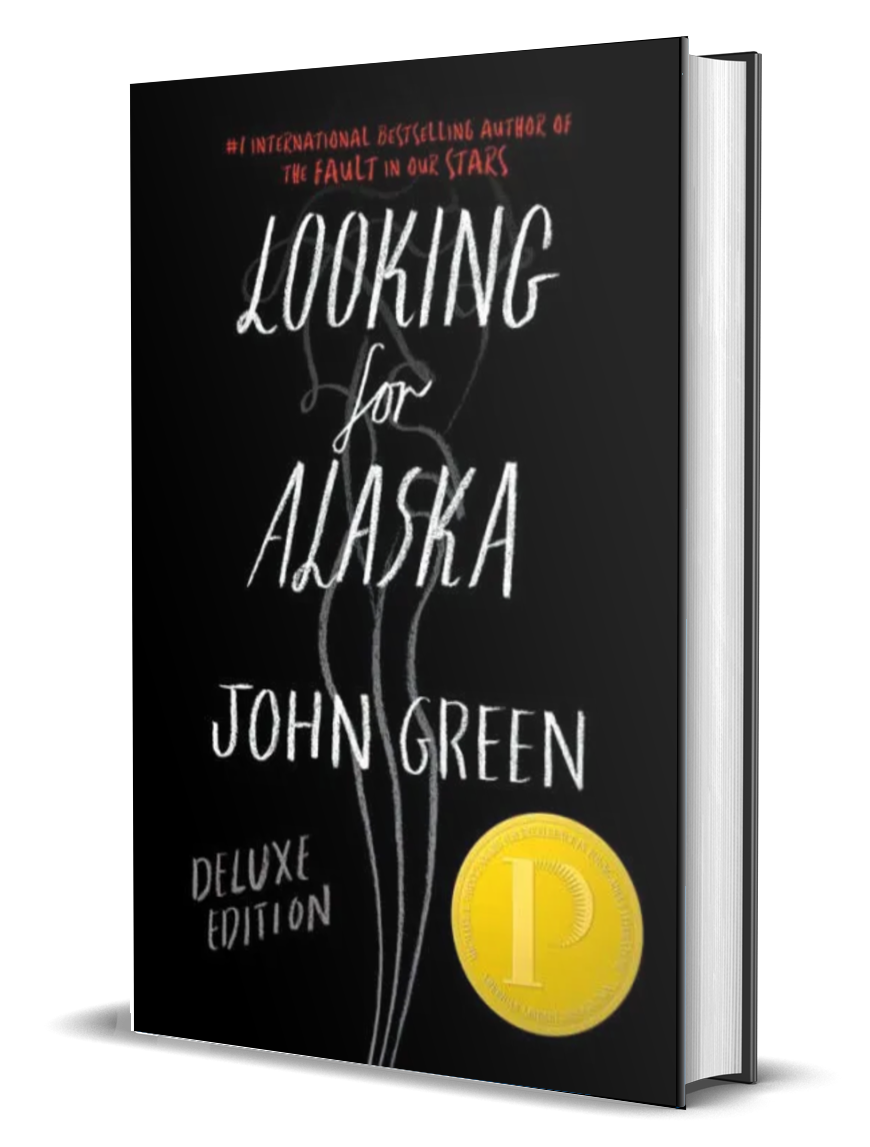 #1 INTERNATIONAL BESTSELLING AUTHOR OF
THE FAULT IN OUR STARS
LOOKING
for
ALASKA
JOHN GREEN
DELUXE
EDITION
P